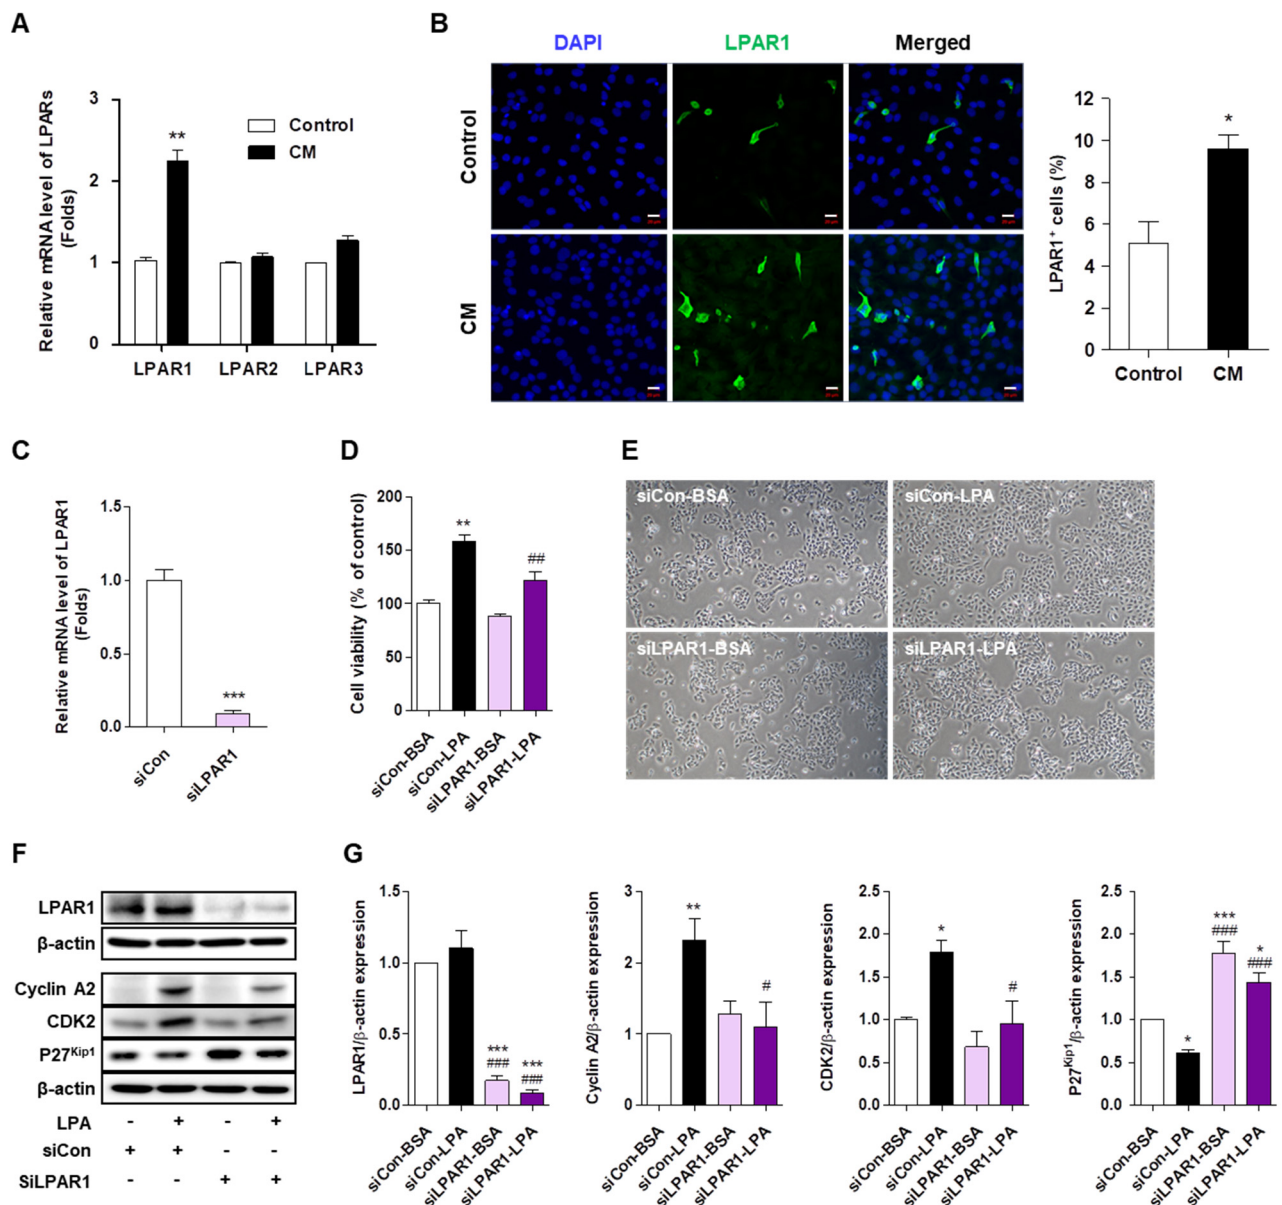 A
Relative mRNA level of LPARs
(Folds)
3
2
1
0
**
Control
CM
LPAR1 LPAR2 LPAR3
B
DAPI LPAR1 Merged
Control
CM
LPAR1+ cells (%)
12
10
8
6
4
2
0
*
Control CM
C
Relative mRNA level of LPAR1
(Folds)
1.5
1.0
0.5
0.0
***
siCon siLPAR1
D
Cell viability (% of control)
200
150
100
50
0
**
##
siCon-BSA siCon-LPA siLPAR1-BSA siLPAR1-LPA
E
siCon-BSA siCon-LPA
siLPAR1-BSA siLPAR1-LPA
F
LPAR1
β-actin
Cyclin A2
CDK2
P27Kip1
β-actin
LPA - + - +
siCon + + - -
SiLPAR1 - - + +
G
LPAR1/β-actin expression
1.5
1.0
0.5
0.0
*** ***
### ###
siCon-BSA siCon-LPA siLPAR1-BSA siLPAR1-LPA
Cyclin A2/β-actin expression
3
2
1
0
**
#
siCon-BSA siCon-LPA siLPAR1-BSA siLPAR1-LPA
CDK2/β-actin expression
2.5
2.0
1.5
1.0
0.5
0.0
*
#
siCon-BSA siCon-LPA siLPAR1-BSA siLPAR1-LPA
P27Kip1/β-actin expression
2.5
2.0
1.5
1.0
0.5
0.0
*
***
###
*
###
siCon-BSA siCon-LPA siLPAR1-BSA siLPAR1-LPA